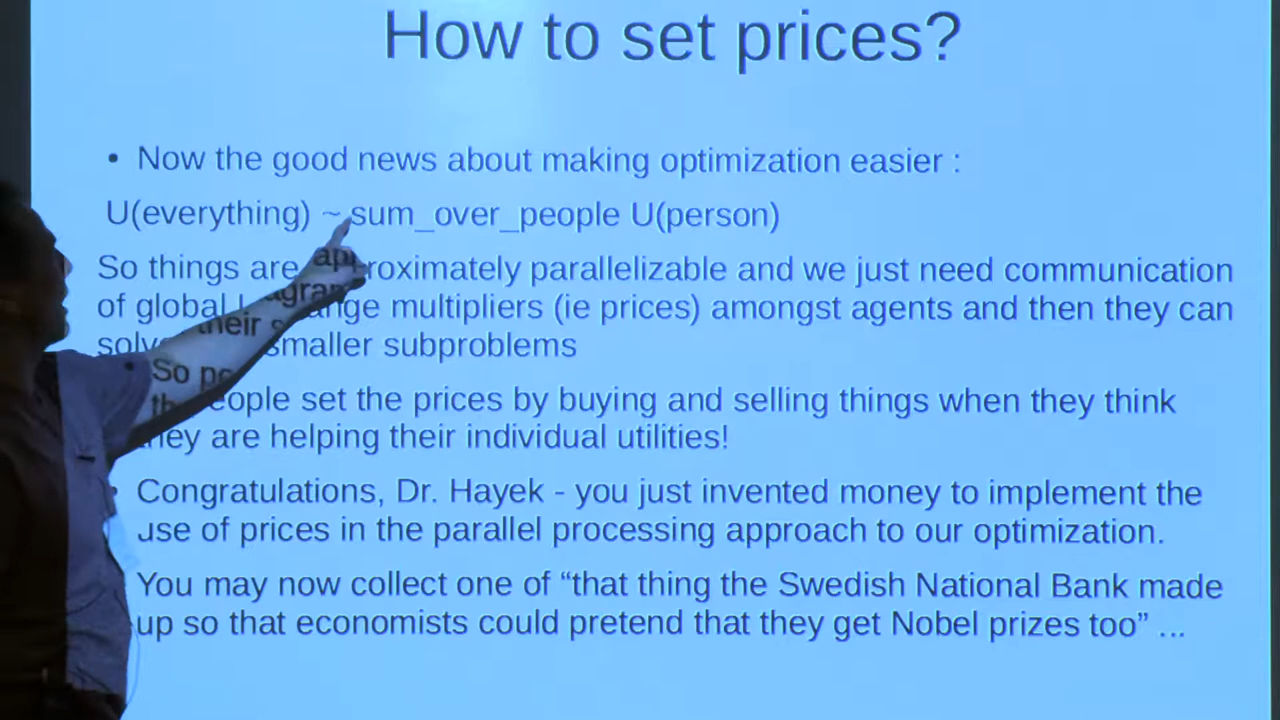 How to set prices?
• Now the good news about making optimization easier :
U(everything) ~ sum_over_people U(person)
So things are approximately parallelizable and we just need communication
of global Lagrange multipliers (ie prices) amongst agents and then they can
solve their smaller subproblems
• So people set the prices by buying and selling things when they think
they are helping their individual utilities!
• Congratulations, Dr. Hayek - you just invented money to implement the
use of prices in the parallel processing approach to our optimization.
You may now collect one of “that thing the Swedish National Bank made
up so that economists could pretend that they get Nobel prizes too” ...